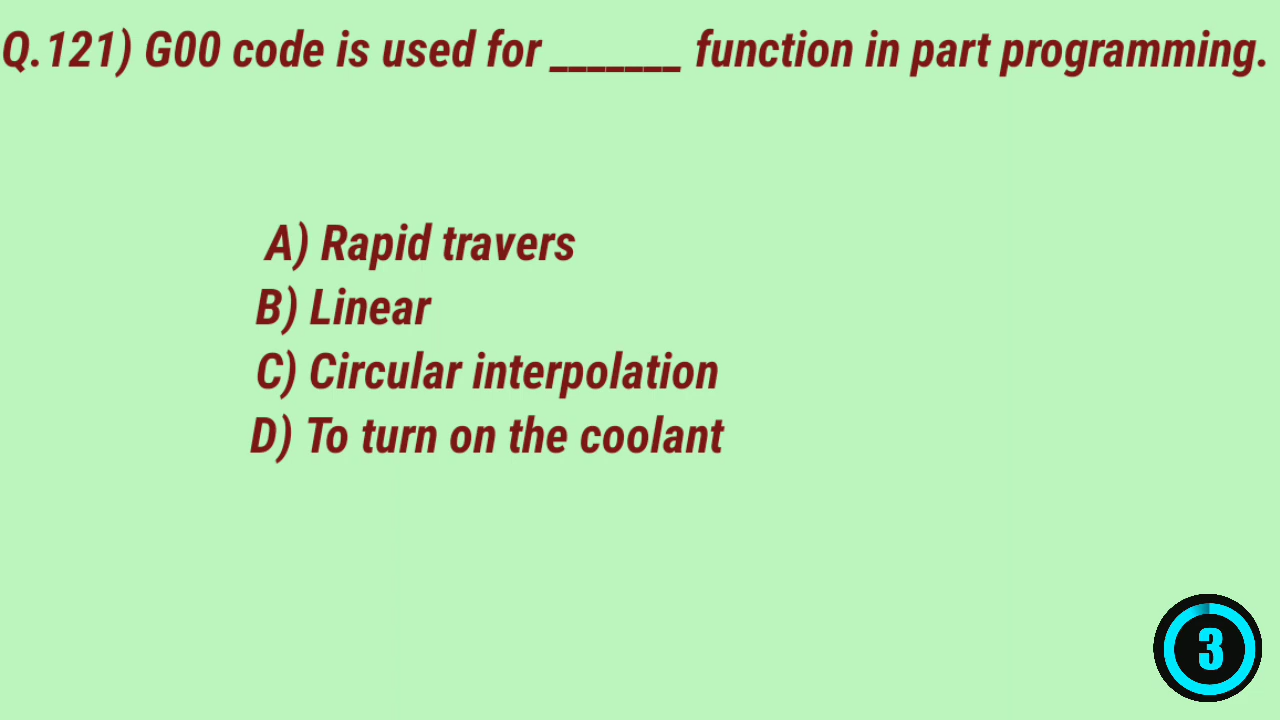 Q.121) G00 code is used for _______ function in part programming.
A) Rapid travers
B) Linear
C) Circular interpolation
D) To turn on the coolant
3